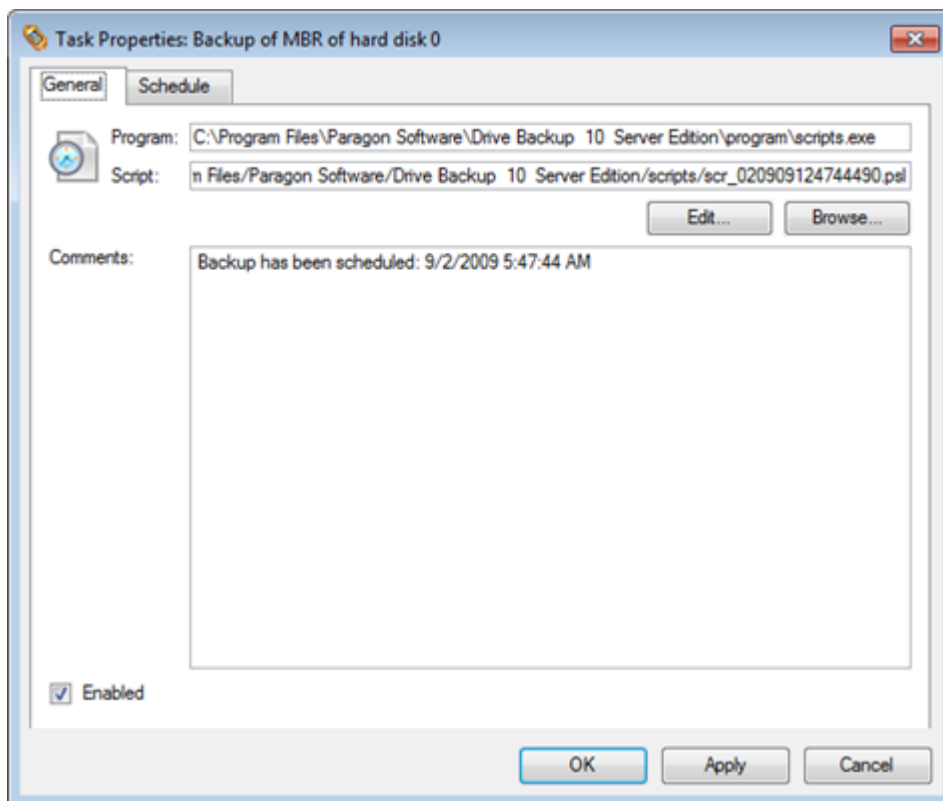 Task Properties: Backup of MBR of hard disk 0
General Schedule
Program: C:\Program Files\Paragon Software\Drive Backup 10 Server Edition\program\scripts.exe
Script: n Files/Paragon Software/Drive Backup 10 Server Edition/scripts/scr_020909124744490.psl
Edit... Browse...
Comments: Backup has been scheduled: 9/2/2009 5:47:44 AM
Enabled
OK Apply Cancel